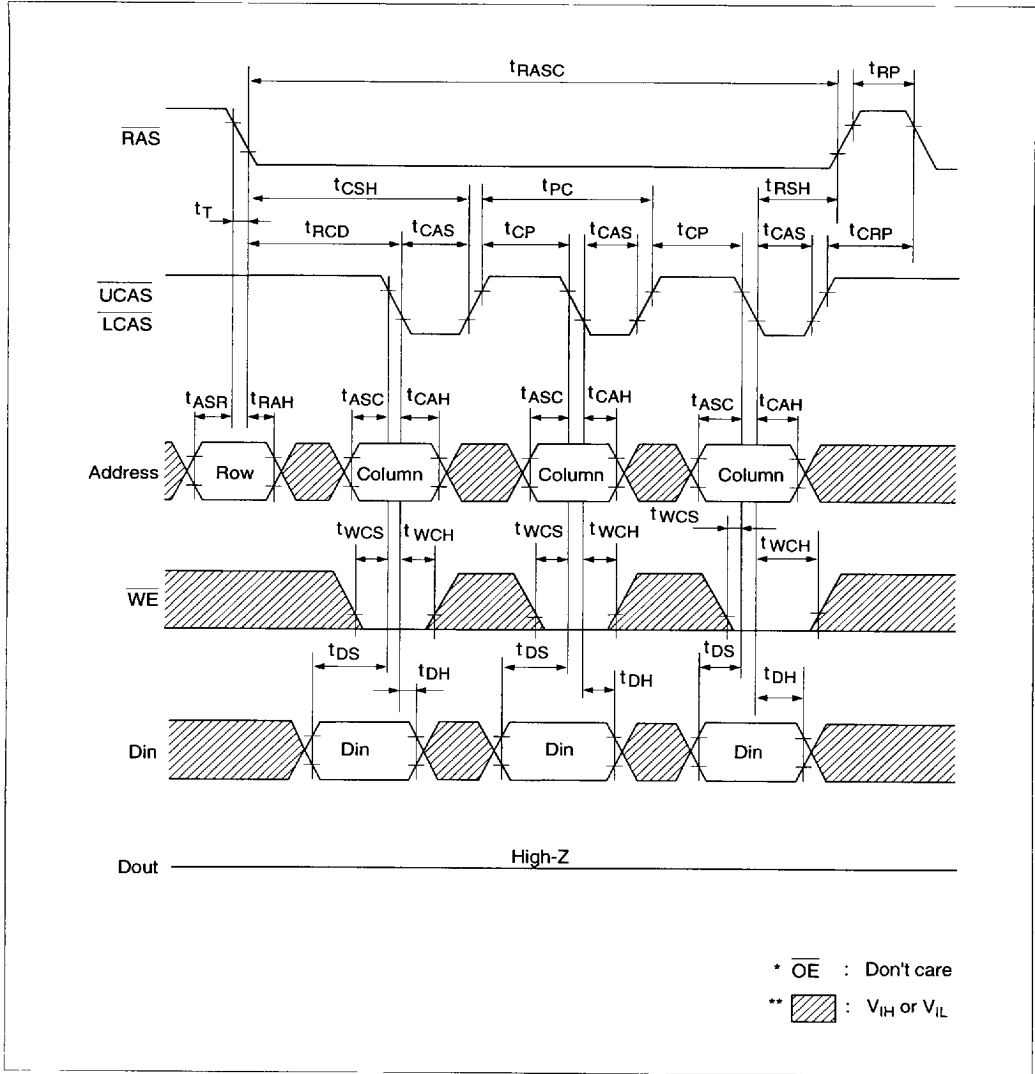 tRASC tRP
RAS
tCSH tPC tRSH
tT
tRCD tCAS tCP tCAS tCP tCAS tCRP
UCAS
LCAS
tASR tRAH tASC tCAH tASC tCAH tASC tCAH
Address Row Column Column Column
tWCS tWCH tWCS tWCH tWCS tWCH
WE
tDS tDH tDS tDH tDS tDH
Din Din Din Din
Dout High-Z
* OE : Don't care
** : VIH or VIL